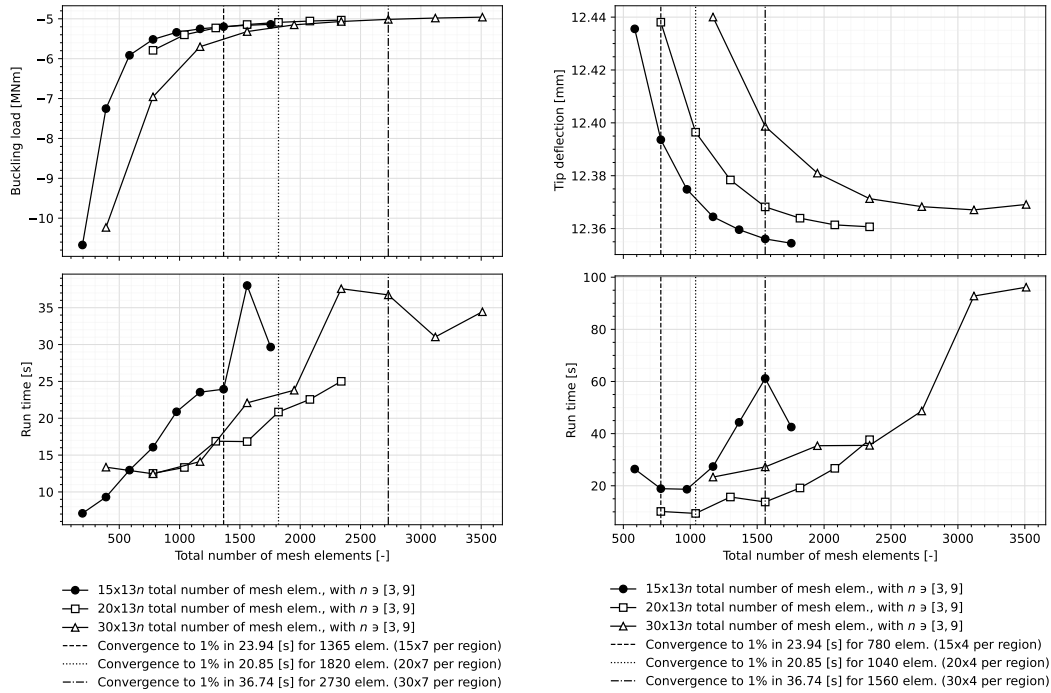 −5
−6
−7
−8
−9
−10
Buckling load [MNm]
12.44
12.42
12.40
12.38
12.36
Tip deflection [mm]
35
30
25
20
15
10
Run time [s]
500 1000 1500 2000 2500 3000 3500
Total number of mesh elements [-]
100
80
60
40
20
Run time [s]
500 1000 1500 2000 2500 3000 3500
Total number of mesh elements [-]
15x13n total number of mesh elem., with n ∍ [3, 9]
20x13n total number of mesh elem., with n ∍ [3, 9]
30x13n total number of mesh elem., with n ∍ [3, 9]
Convergence to 1% in 23.94 [s] for 1365 elem. (15x7 per region)
Convergence to 1% in 20.85 [s] for 1820 elem. (20x7 per region)
Convergence to 1% in 36.74 [s] for 2730 elem. (30x7 per region)
15x13n total number of mesh elem., with n ∍ [3, 9]
20x13n total number of mesh elem., with n ∍ [3, 9]
30x13n total number of mesh elem., with n ∍ [3, 9]
Convergence to 1% in 23.94 [s] for 780 elem. (15x4 per region)
Convergence to 1% in 20.85 [s] for 1040 elem. (20x4 per region)
Convergence to 1% in 36.74 [s] for 1560 elem. (30x4 per region)